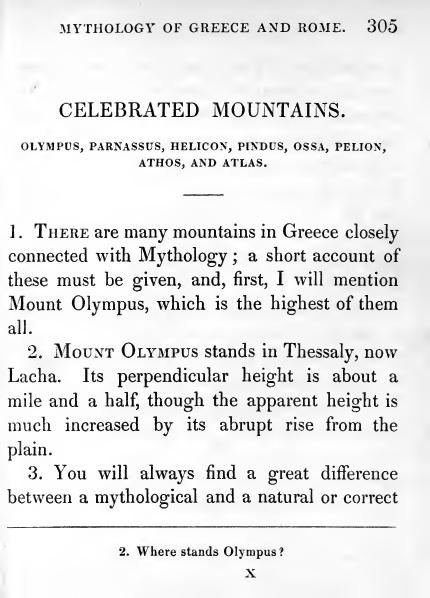 MYTHOLOGY OF GREECE AND ROME. 305
CELEBRATED MOUNTAINS.
OLYMPUS, PARNASSUS, HELICON, PINDUS, OSSA, PELION,
ATHOS, AND ATLAS.
1. THERE are many mountains in Greece closely
connected with Mythology; a short account of
these must be given, and, first, I will mention
Mount Olympus, which is the highest of them
all.
2. MOUNT OLYMPUS stands in Thessaly, now
Lacha. Its perpendicular height is about a
mile and a half, though the apparent height is
much increased by its abrupt rise from the
plain.
3. You will always find a great difference
between a mythological and a natural or correct
2. Where stands Olympus?
X